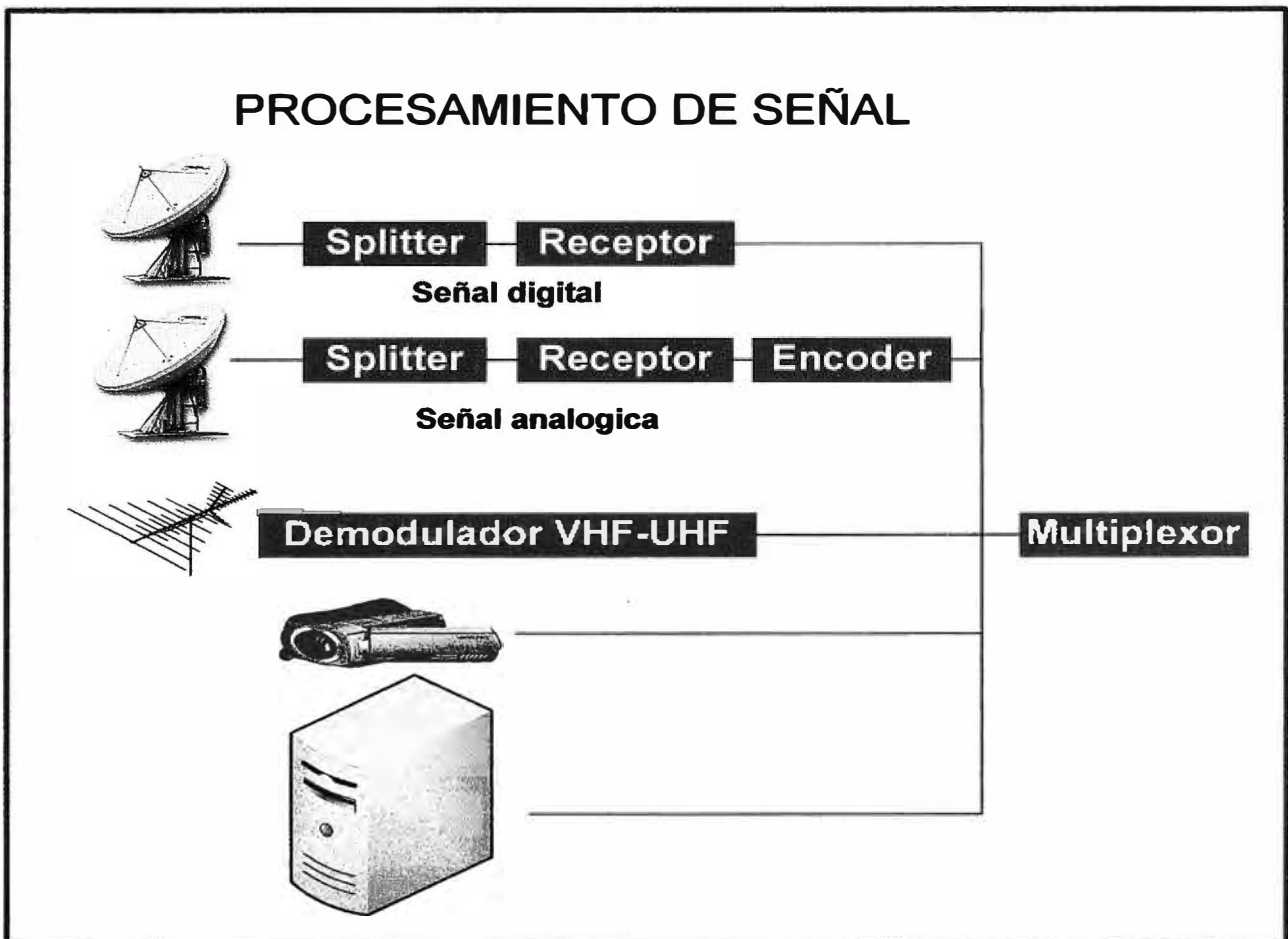 PROCESAMIENTO DE SEÑAL
Splitter Receptor
Señal digital
Splitter Receptor Encoder
Señal analogica
Demodulador VHF-UHF Multiplexor